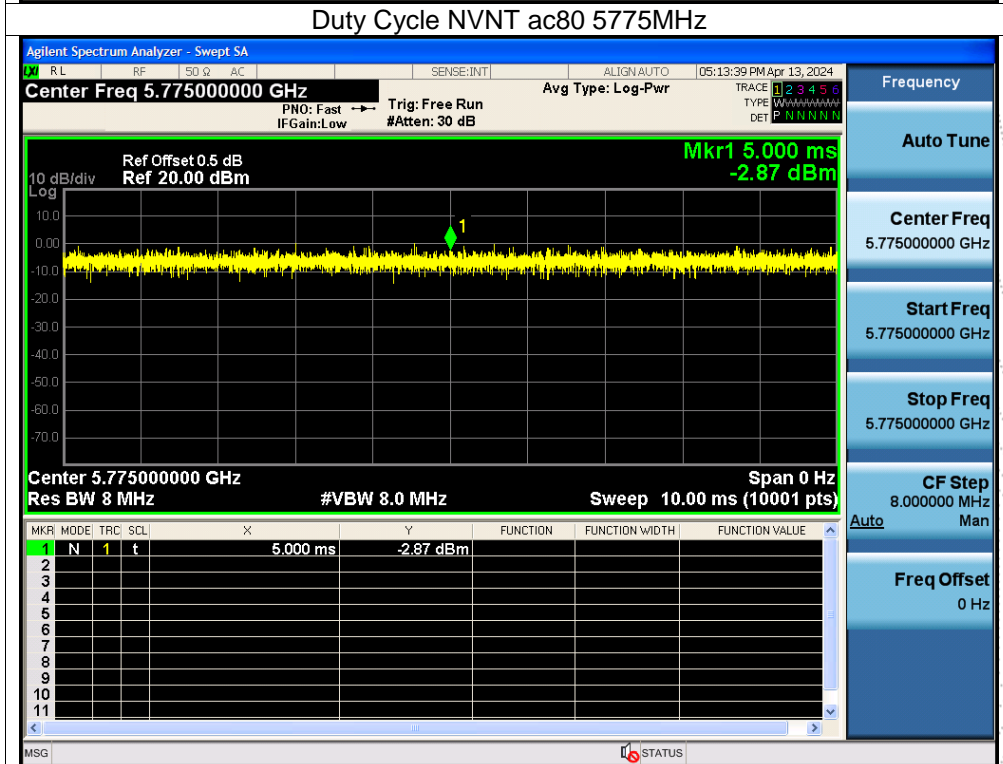 Duty Cycle NVNT ac80 5775MHz
Agilent Spectrum Analyzer - Swept SA
LXI RL RF 50 Ω AC SENSE:INT ALIGN AUTO 05:13:39 PM Apr 13, 2024
Center Freq 5.775000000 GHz Avg Type: Log-Pwr TRACE 1 2 3 4 5 6
PNO: Fast Trig: Free Run TYPE WWWWWW
IFGain:Low #Atten: 30 dB DET P N N N N N
Mkr1 5.000 ms
-2.87 dBm
Ref Offset 0.5 dB
10 dB/div Ref 20.00 dBm
Log
10.0
1
0.00
-10.0
-20.0
-30.0
-40.0
-50.0
-60.0
-70.0
Center 5.775000000 GHz Span 0 Hz
Res BW 8 MHz #VBW 8.0 MHz Sweep 10.00 ms (10001 pts)
MKR MODE TRC SCL X Y FUNCTION FUNCTION WIDTH FUNCTION VALUE
1 N 1 t 5.000 ms -2.87 dBm
2
3
4
5
6
7
8
9
10
11
MSG STATUS
Frequency
Auto Tune
Center Freq
5.775000000 GHz
Start Freq
5.775000000 GHz
Stop Freq
5.775000000 GHz
CF Step
8.000000 MHz
Auto Man
Freq Offset
0 Hz